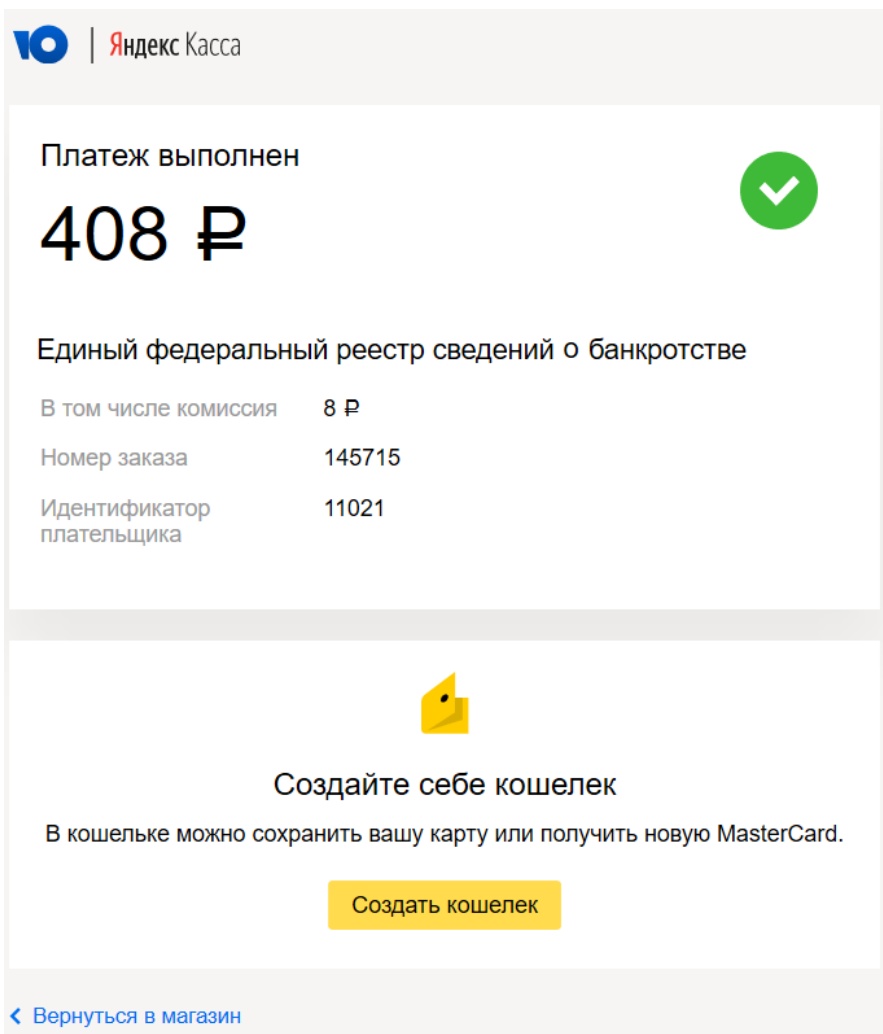 Ю | Яндекс Касса
Платеж выполнен
408 ₽
Единый федеральный реестр сведений о банкротстве
В том числе комиссия 8 ₽
Номер заказа 145715
Идентификатор 11021
плательщика
Создайте себе кошелек
В кошельке можно сохранить вашу карту или получить новую MasterCard.
Создать кошелек
Вернуться в магазин